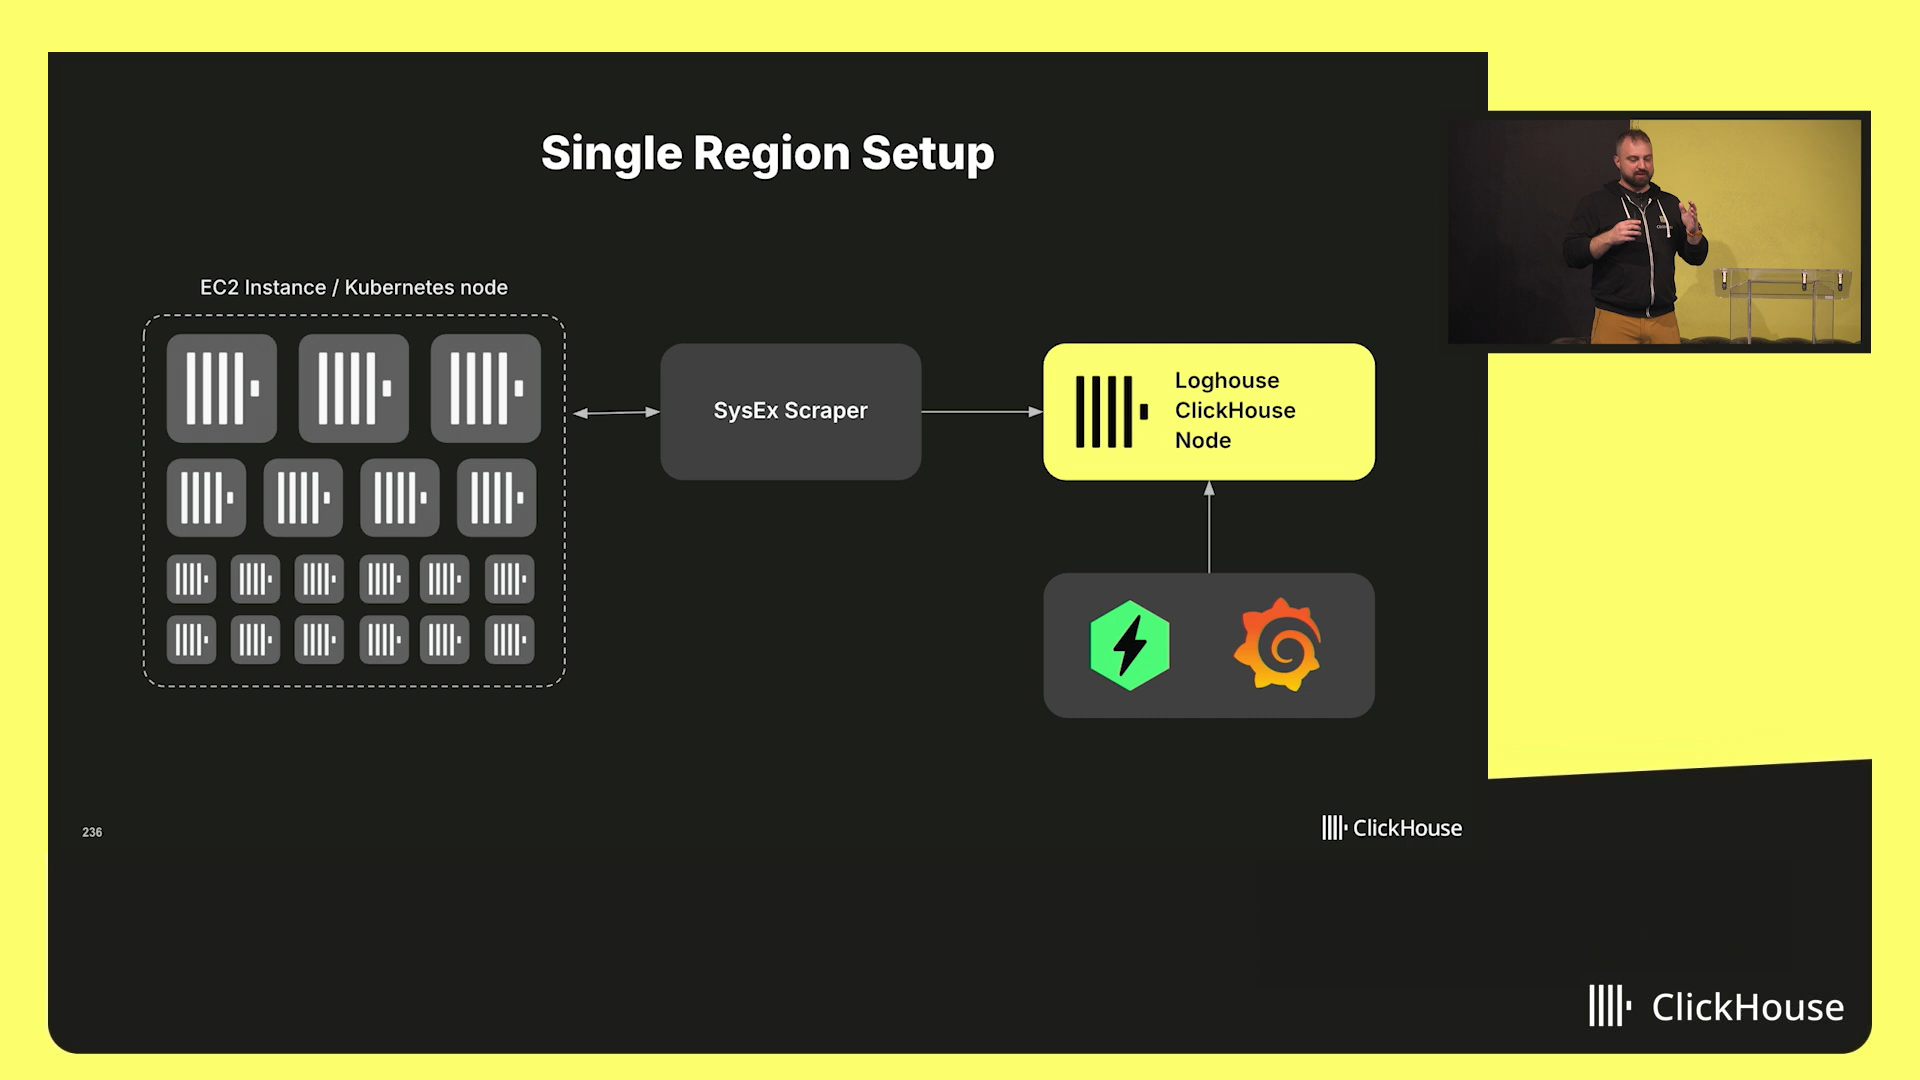 Single Region Setup
EC2 Instance / Kubernetes node
SysEx Scraper
Loghouse
ClickHouse
Node
236
ClickHouse
ClickHouse